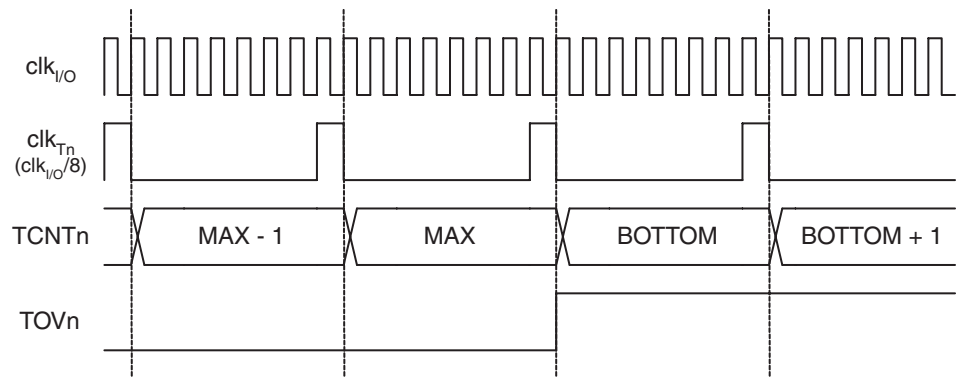 clkI/O
clkTn
(clkI/O/8)
TCNTn MAX - 1 MAX BOTTOM BOTTOM + 1
TOVn